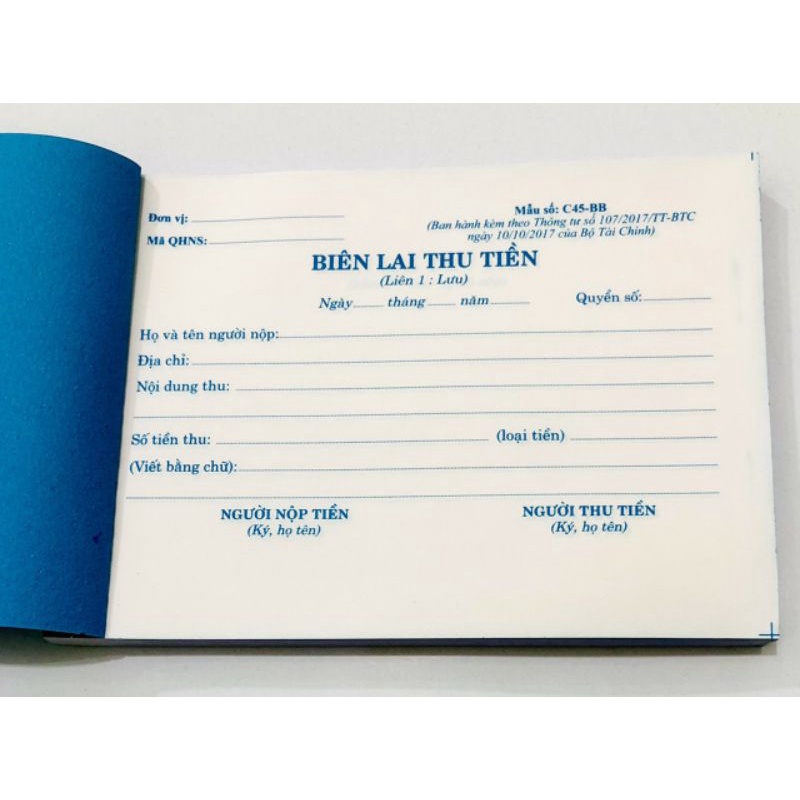 Đơn vị:
Mẫu số: C45-BB
(Ban hành kèm theo Thông tư số 107/2017/TT-BTC
Mã QHNS:
ngày 10/10/2017 của Bộ Tài Chính)
BIÊN LAI THU TIỀN
(Liên 1 : Lưu)
Ngày tháng năm Quyển số:
Họ và tên người nộp:
Địa chỉ:
Nội dung thu:
Số tiền thu: (loại tiền)
(Viết bằng chữ):
NGƯỜI NỘP TIỀN NGƯỜI THU TIỀN
(Ký, họ tên) (Ký, họ tên)